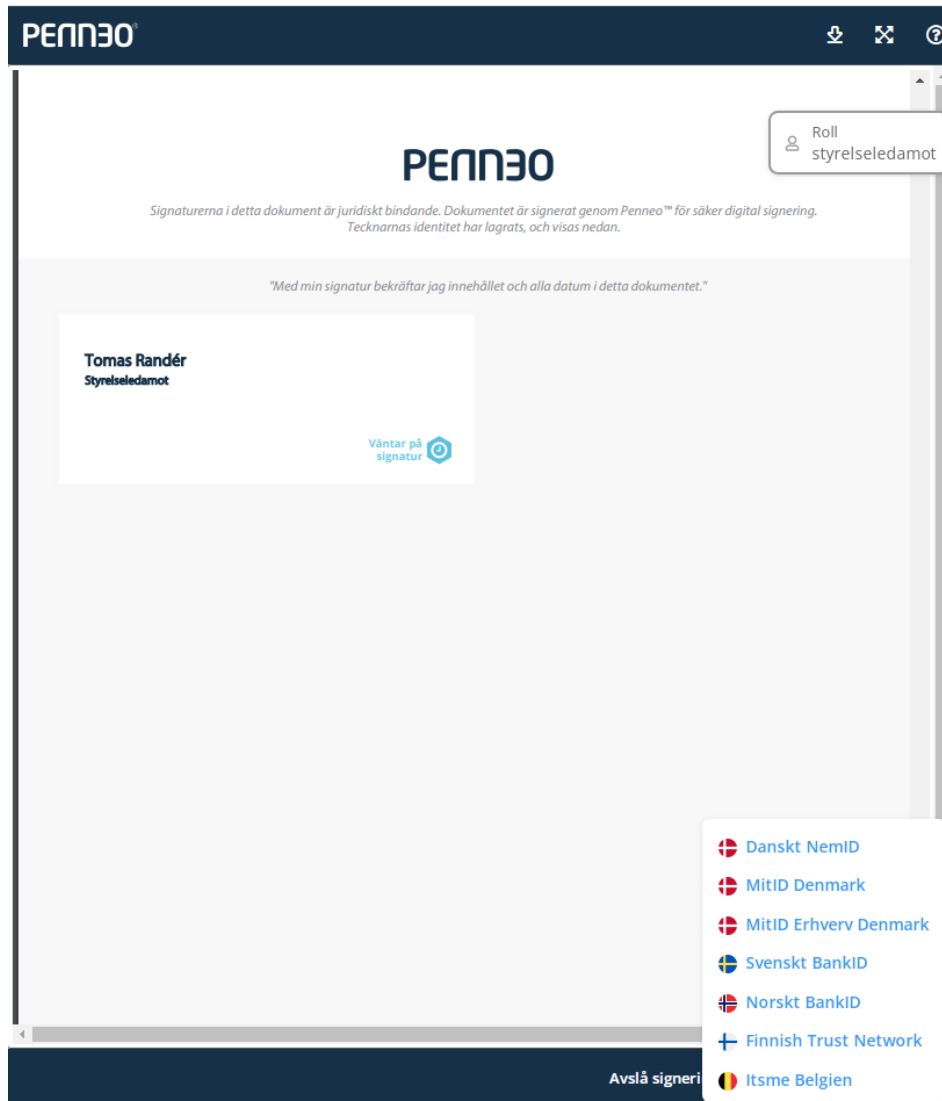 PENNEO
Roll
styrelseledamot
PENNEO
Signaturerna i detta dokument är juridiskt bindande. Dokumentet är signerat genom Penneo™ för säker digital signering.
Tecknarnas identitet har lagrats, och visas nedan.
"Med min signatur bekräftar jag innehållet och alla datum i detta dokumentet."
Tomas Randér
Styrelseledamot
Väntar på
signatur
Danskt NemID
MitID Denmark
MitID Erhverv Denmark
Svenskt BankID
Norskt BankID
Finnish Trust Network
Itsme Belgien
Avslå signeri